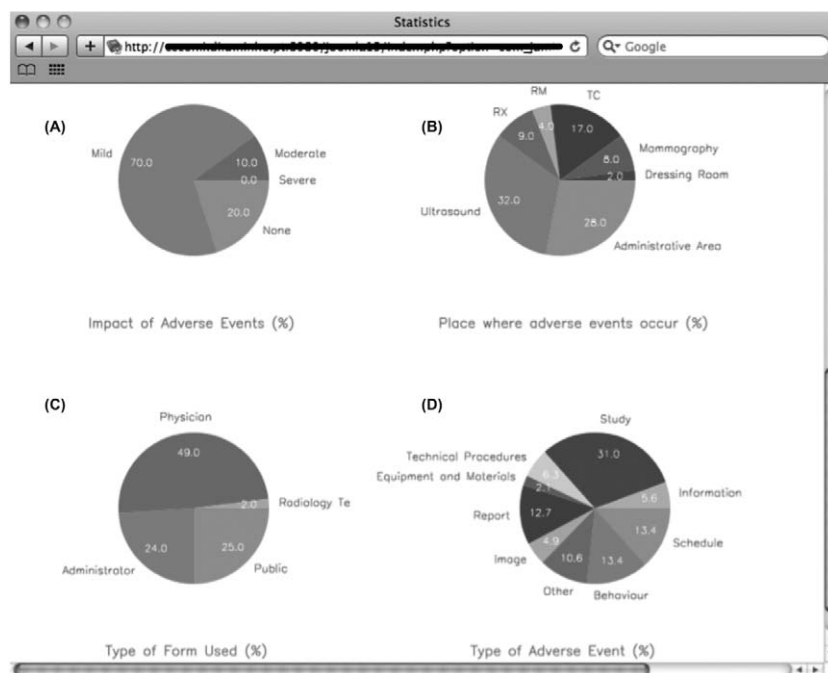 Statistics
http://
Google
(A)
Mild
70.0
10.0
Moderate
0.0
Severe
20.0
None
Impact of Adverse Events (%)
(B)
RM
TC
RX
4.0
17.0
9.0
8.0
Mammography
2.0
Dressing Room
Ultrasound
32.0
28.0
Administrative Area
Place where adverse events occur (%)
(C)
Physician
49.0
2.0
Radiology Te
24.0
25.0
Administrator
Public
Type of Form Used (%)
(D)
Study
31.0
Technical Procedures
6.3
Equipment and Materials
2.1
5.6
Information
Report
12.7
13.4
Schedule
4.9
Image
10.6
13.4
Other
Behaviour
Type of Adverse Event (%)